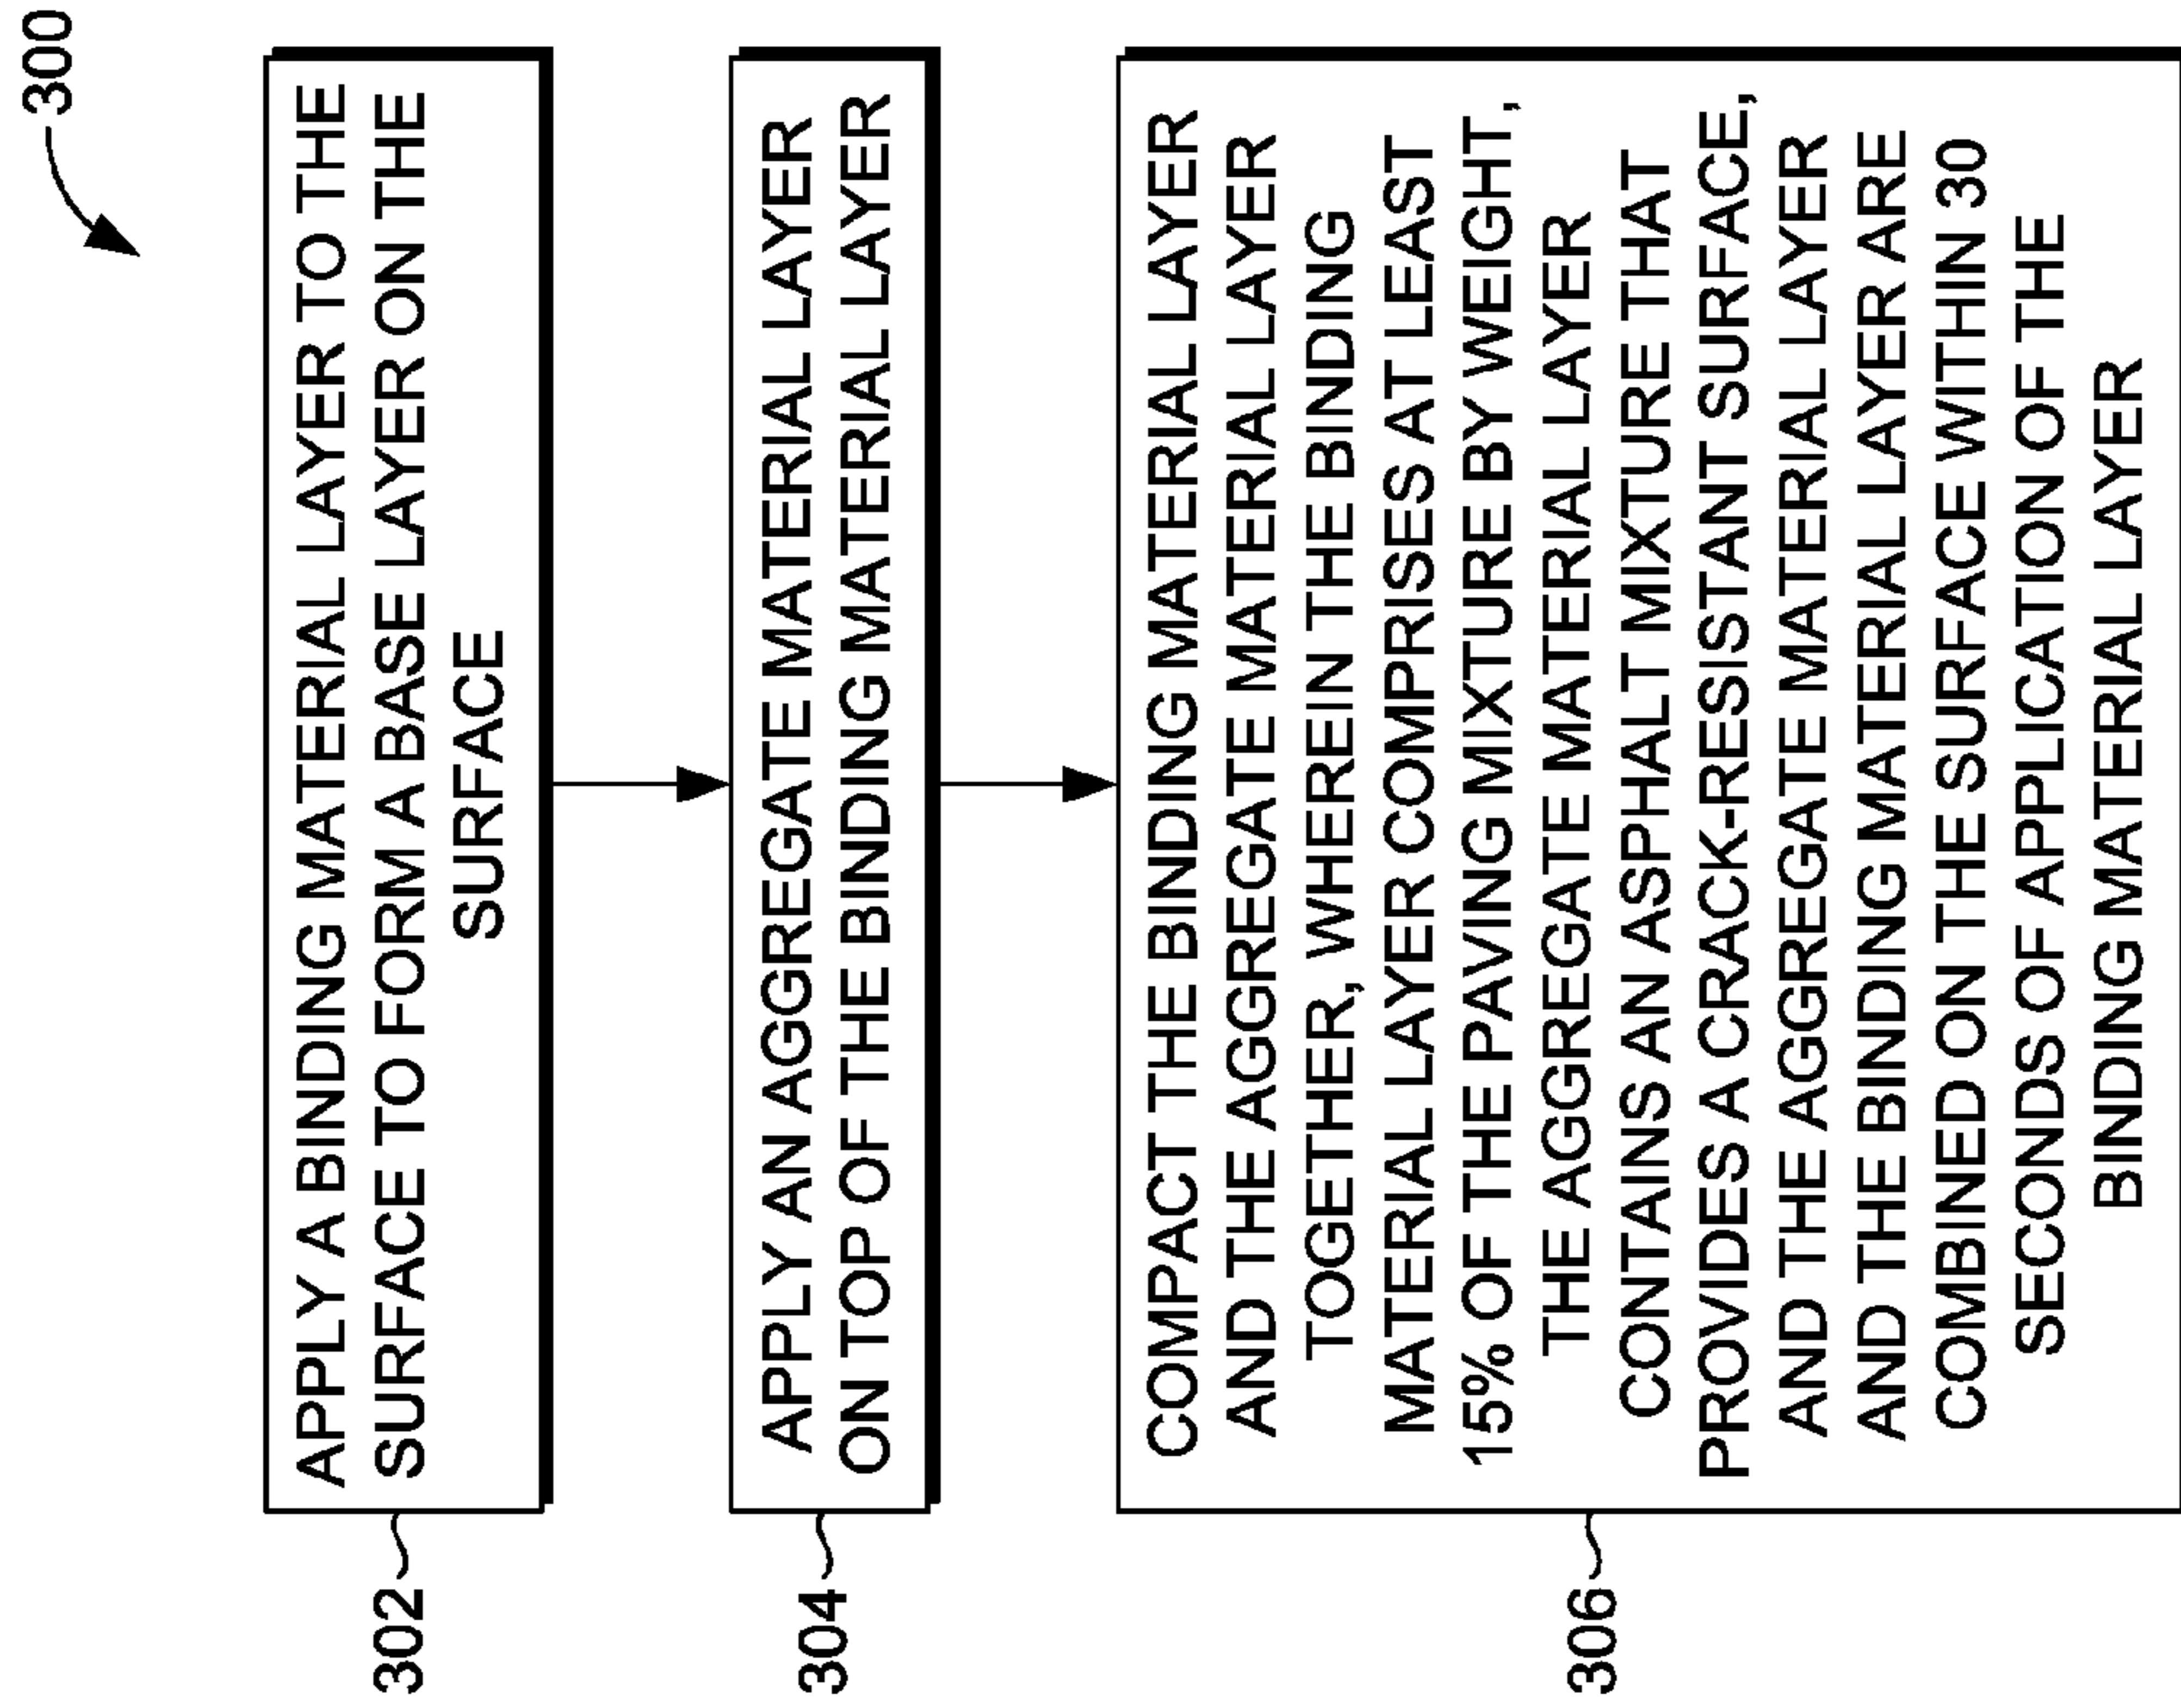 300
302
APPLY A BINDING MATERIAL LAYER TO THE
SURFACE TO FORM A BASE LAYER ON THE
SURFACE
304
APPLY AN AGGREGATE MATERIAL LAYER
ON TOP OF THE BINDING MATERIAL LAYER
306
COMPACT THE BINDING MATERIAL LAYER
AND THE AGGREGATE MATERIAL LAYER
TOGETHER, WHEREIN THE BINDING
MATERIAL LAYER COMPRISES AT LEAST
15% OF THE PAVING MIXTURE BY WEIGHT,
THE AGGREGATE MATERIAL LAYER
CONTAINS AN ASPHALT MIXTURE THAT
PROVIDES A CRACK-RESISTANT SURFACE,
AND THE AGGREGATE MATERIAL LAYER
AND THE BINDING MATERIAL LAYER ARE
COMBINED ON THE SURFACE WITHIN 30
SECONDS OF APPLICATION OF THE
BINDING MATERIAL LAYER